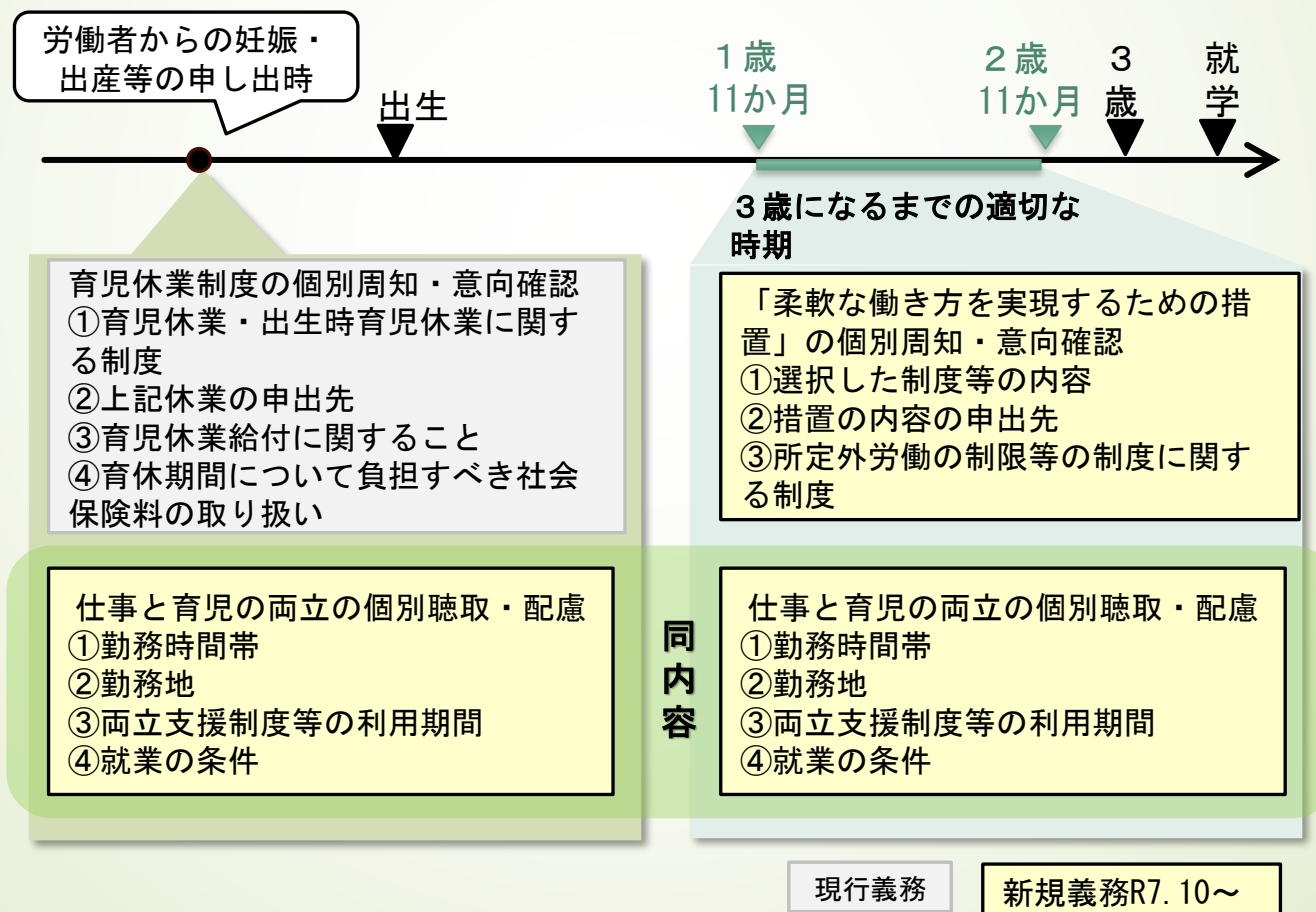 労働者からの妊娠・
出産等の申し出時
出生
１歳
11か月
２歳
11か月
３
歳
就
学
３歳になるまでの適切な
時期
育児休業制度の個別周知・意向確認
①育児休業・出生時育児休業に関す
る制度
②上記休業の申出先
③育児休業給付に関すること
④育休期間について負担すべき社会
保険料の取り扱い
「柔軟な働き方を実現するための措
置」の個別周知・意向確認
①選択した制度等の内容
②措置の内容の申出先
③所定外労働の制限等の制度に関す
る制度
仕事と育児の両立の個別聴取・配慮
①勤務時間帯
②勤務地
③両立支援制度等の利用期間
④就業の条件
同
内
容
仕事と育児の両立の個別聴取・配慮
①勤務時間帯
②勤務地
③両立支援制度等の利用期間
④就業の条件
現行義務
新規義務R7.10～